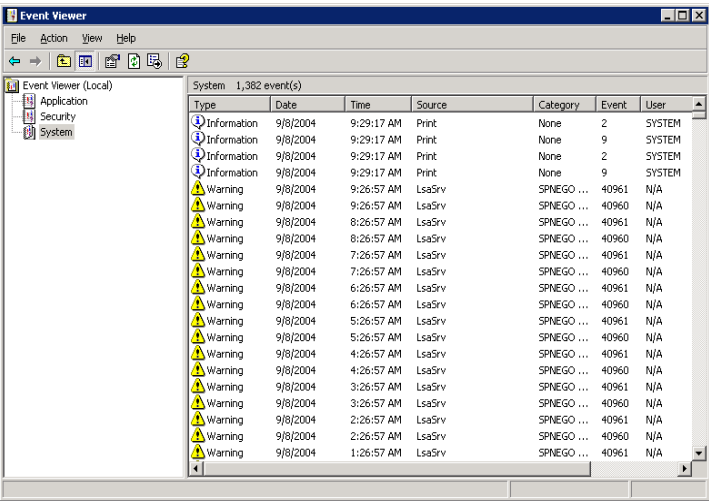 Event Viewer
File Action View Help
Event Viewer (Local)
Application
Security
System
System 1,382 event(s)
Type Date Time Source Category Event User
Information 9/8/2004 9:29:17 AM Print None 2 SYSTEM
Information 9/8/2004 9:29:17 AM Print None 9 SYSTEM
Information 9/8/2004 9:29:17 AM Print None 2 SYSTEM
Information 9/8/2004 9:29:17 AM Print None 9 SYSTEM
Warning 9/8/2004 9:26:57 AM LsaSrv SPNEGO ... 40961 N/A
Warning 9/8/2004 9:26:57 AM LsaSrv SPNEGO ... 40960 N/A
Warning 9/8/2004 8:26:57 AM LsaSrv SPNEGO ... 40961 N/A
Warning 9/8/2004 8:26:57 AM LsaSrv SPNEGO ... 40960 N/A
Warning 9/8/2004 7:26:57 AM LsaSrv SPNEGO ... 40961 N/A
Warning 9/8/2004 7:26:57 AM LsaSrv SPNEGO ... 40960 N/A
Warning 9/8/2004 6:26:57 AM LsaSrv SPNEGO ... 40961 N/A
Warning 9/8/2004 6:26:57 AM LsaSrv SPNEGO ... 40960 N/A
Warning 9/8/2004 5:26:57 AM LsaSrv SPNEGO ... 40961 N/A
Warning 9/8/2004 5:26:57 AM LsaSrv SPNEGO ... 40960 N/A
Warning 9/8/2004 4:26:57 AM LsaSrv SPNEGO ... 40961 N/A
Warning 9/8/2004 4:26:57 AM LsaSrv SPNEGO ... 40960 N/A
Warning 9/8/2004 3:26:57 AM LsaSrv SPNEGO ... 40961 N/A
Warning 9/8/2004 3:26:57 AM LsaSrv SPNEGO ... 40960 N/A
Warning 9/8/2004 2:26:57 AM LsaSrv SPNEGO ... 40961 N/A
Warning 9/8/2004 2:26:57 AM LsaSrv SPNEGO ... 40960 N/A
Warning 9/8/2004 1:26:57 AM LsaSrv SPNEGO ... 40961 N/A